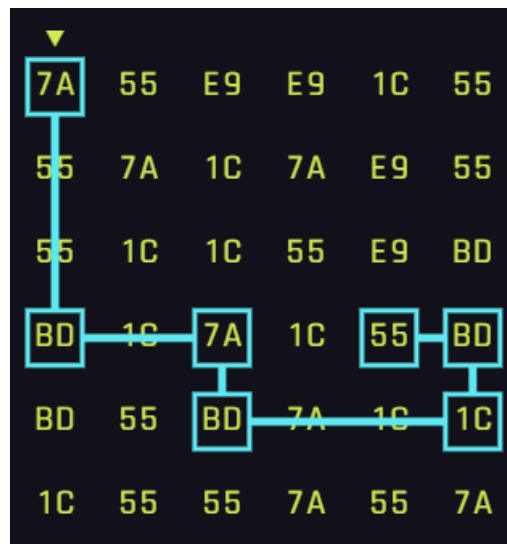 7A 55 E9 E9 1C 55
55 7A 1C 7A E9 55
55 1C 1C 55 E9 BD
BD 1C 7A 1C 55 BD
BD 55 BD 7A 1C 1C
1C 55 55 7A 55 7A